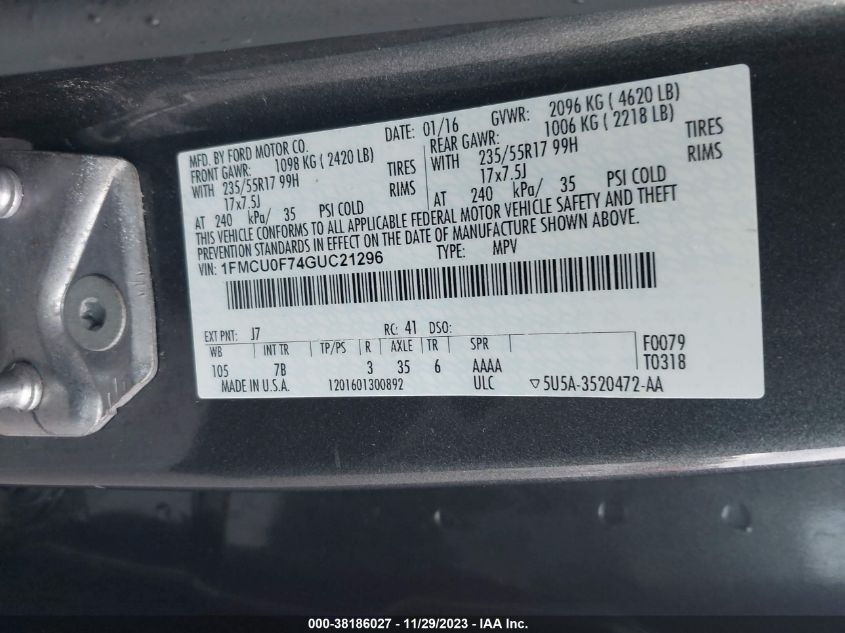 MFD. BY FORD MOTOR CO. DATE: 01/16 GVWR: 2096 KG ( 4620 LB)
FRONT GAWR: 1098 KG ( 2420 LB) REAR GAWR: 1006 KG ( 2218 LB)
WITH 235/55R17 99H TIRES WITH 235/55R17 99H TIRES
17x7.5J RIMS 17x7.5J RIMS
AT 240 kPa/ 35 PSI COLD AT 240 kPa/ 35 PSI COLD
THIS VEHICLE CONFORMS TO ALL APPLICABLE FEDERAL MOTOR VEHICLE SAFETY AND THEFT
PREVENTION STANDARDS IN EFFECT ON THE DATE OF MANUFACTURE SHOWN ABOVE.
VIN: 1FMCU0F74GUC21296 TYPE: MPV
EXT PNT: J7 RC: 41 DSO:
WB INT TR TP/PS R AXLE TR SPR F0079
105 7B 3 35 6 AAAA T0318
MADE IN U.S.A. 1201601300892 ULC ▽5U5A-3520472-AA
000-38186027 - 11/29/2023 - IAA Inc.